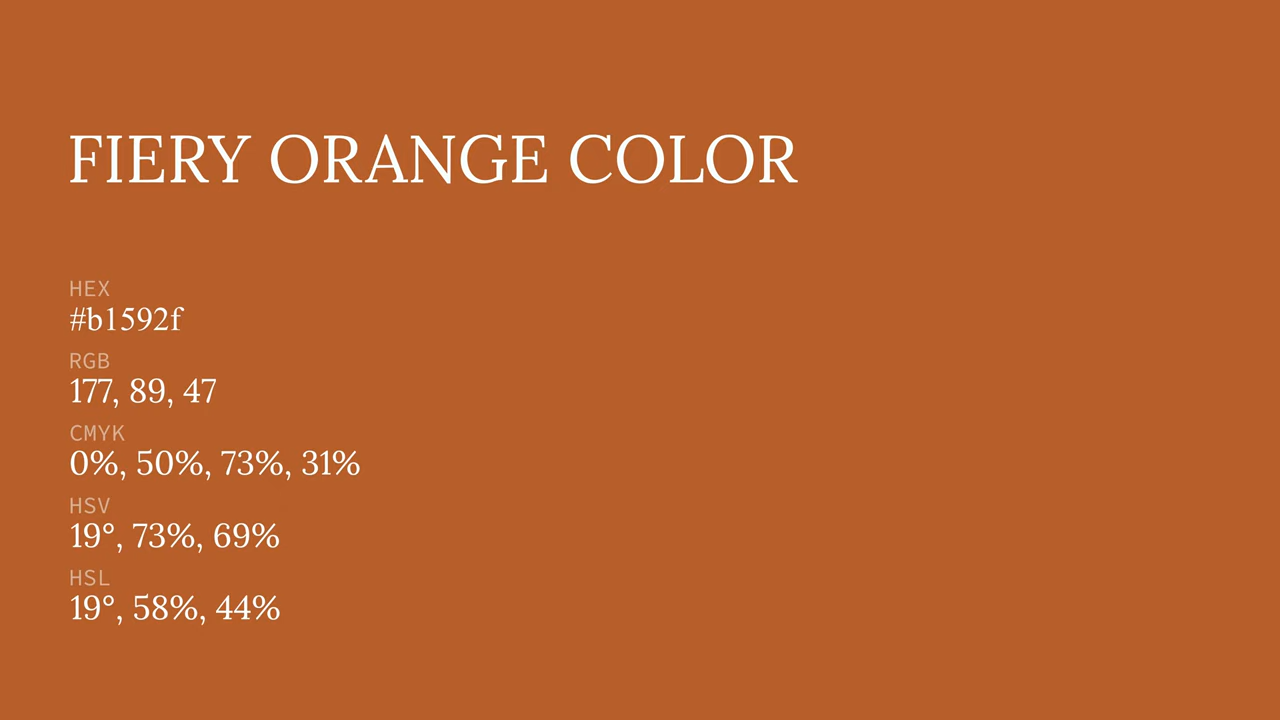 FIERY ORANGE COLOR
HEX
#b1592f
RGB
177, 89, 47
CMYK
0%, 50%, 73%, 31%
HSV
19°, 73%, 69%
HSL
19°, 58%, 44%